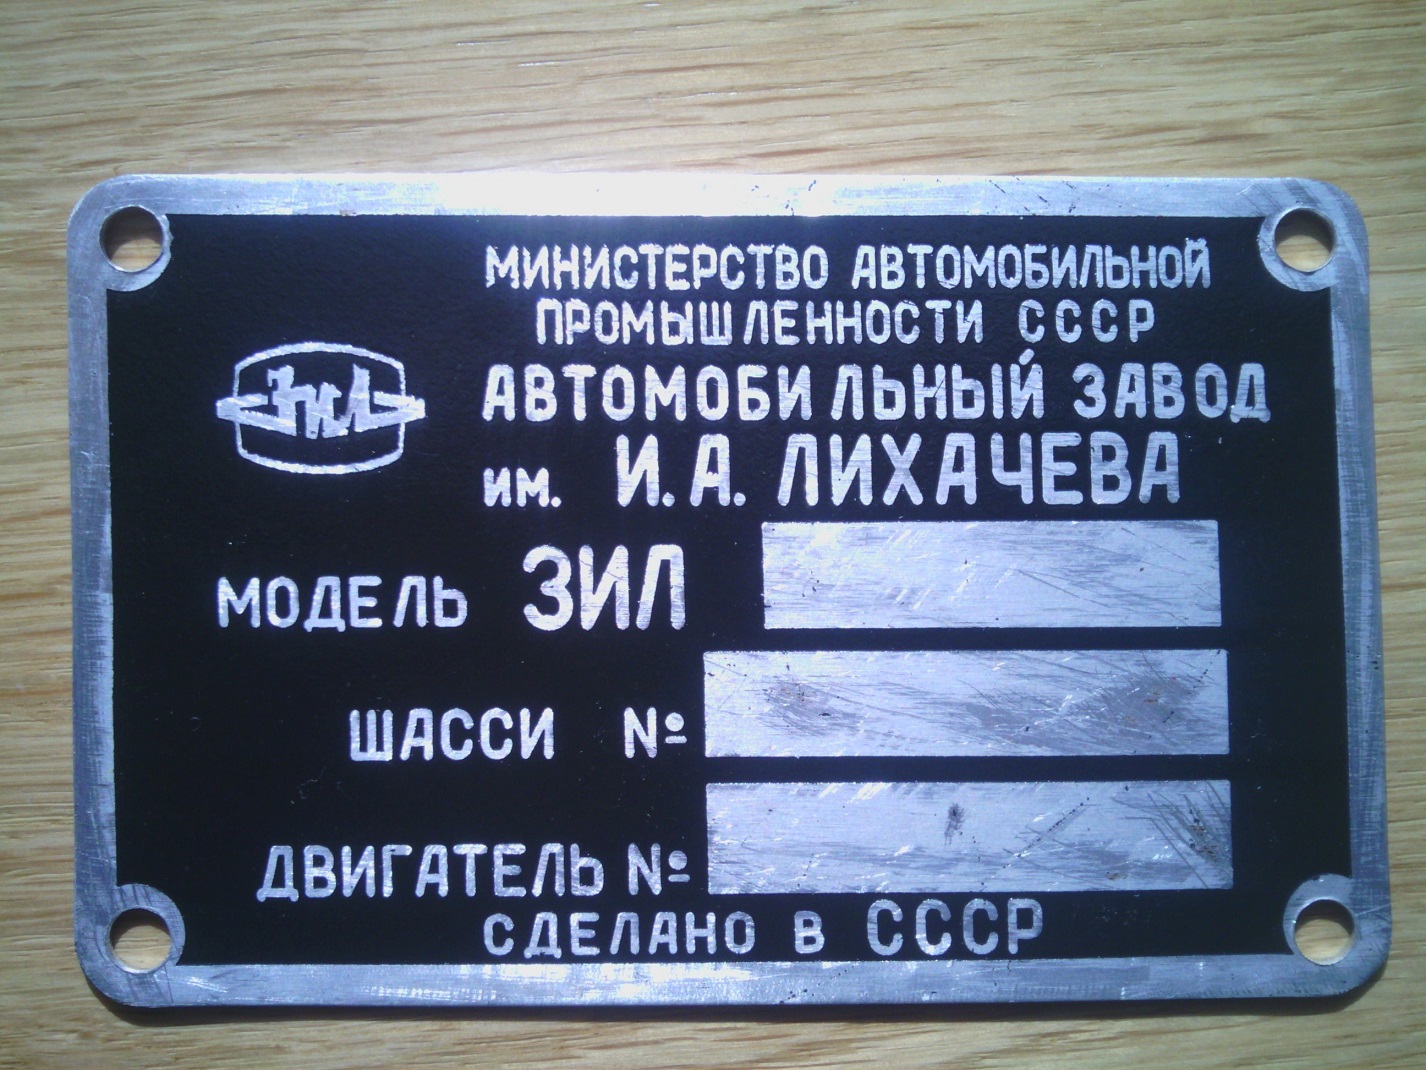 МИНИСТЕРСТВО АВТОМОБИЛЬНОЙ
ПРОМЫШЛЕННОСТИ СССР
ЗИЛ
АВТОМОБИЛЬНЫЙ ЗАВОД
им. И.А. ЛИХАЧЕВА
МОДЕЛЬ ЗИЛ
ШАССИ №
ДВИГАТЕЛЬ №
СДЕЛАНО В СССР